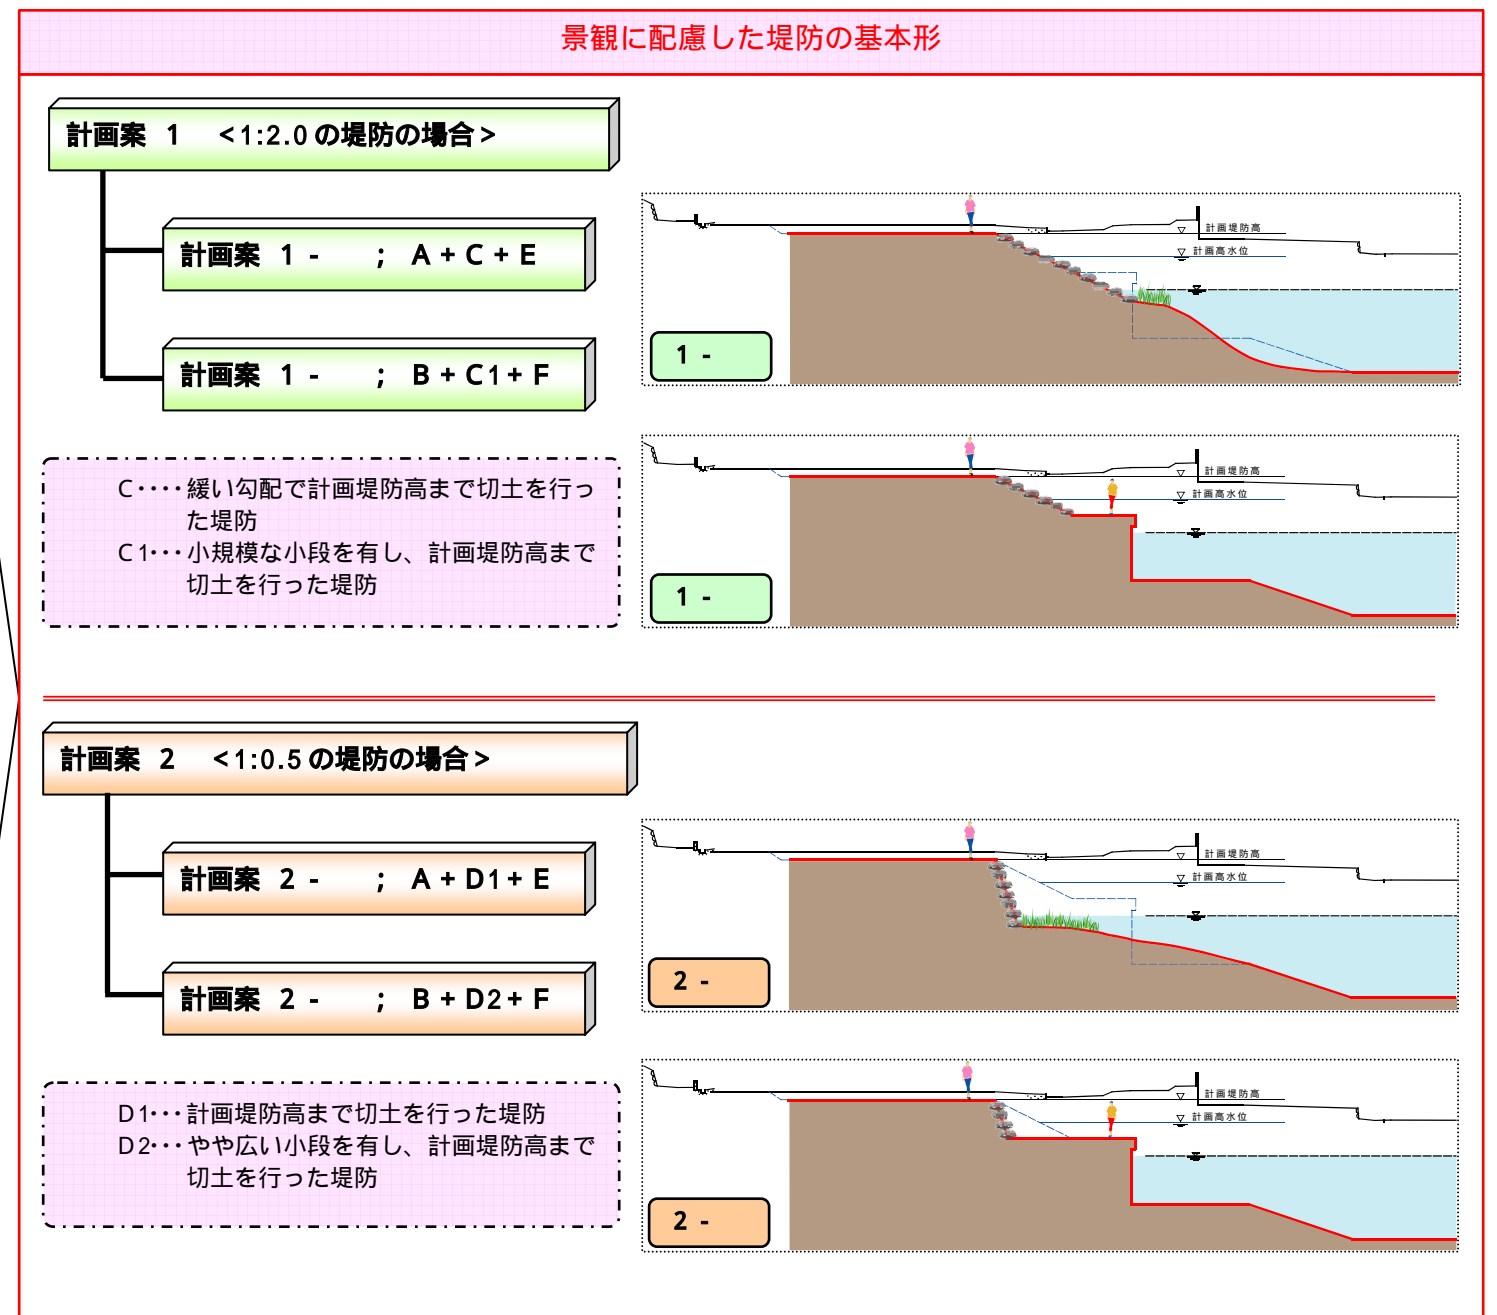 景観に配慮した堤防の基本形
計画案 1 <1:2.0の堤防の場合>
計画案 1 - ; A+C+E
計画案 1 - ; B+C1+F
C････緩い勾配で計画堤防高まで切土を行っ
た堤防
C1･･･小規模な小段を有し、計画堤防高まで
切土を行った堤防
計画堤防高
計画高水位
1 -
計画堤防高
計画高水位
1 -
計画案 2 <1:0.5の堤防の場合>
計画案 2 - ; A+D1+E
計画案 2 - ; B+D2+F
D1･･･計画堤防高まで切土を行った堤防
D2･･･やや広い小段を有し、計画堤防高まで
切土を行った堤防
計画堤防高
計画高水位
2 -
計画堤防高
計画高水位
2 -